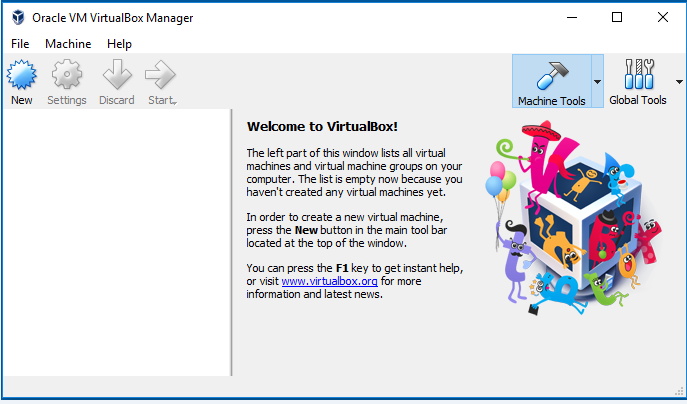 Oracle VM VirtualBox Manager
File Machine Help
New Settings Discard Start Machine Tools Global Tools
Welcome to VirtualBox!
The left part of this window lists all virtual
machines and virtual machine groups on your
computer. The list is empty now because you
haven't created any virtual machines yet.
In order to create a new virtual machine,
press the New button in the main tool bar
located at the top of the window.
You can press the F1 key to get instant help,
or visit www.virtualbox.org for more
information and latest news.